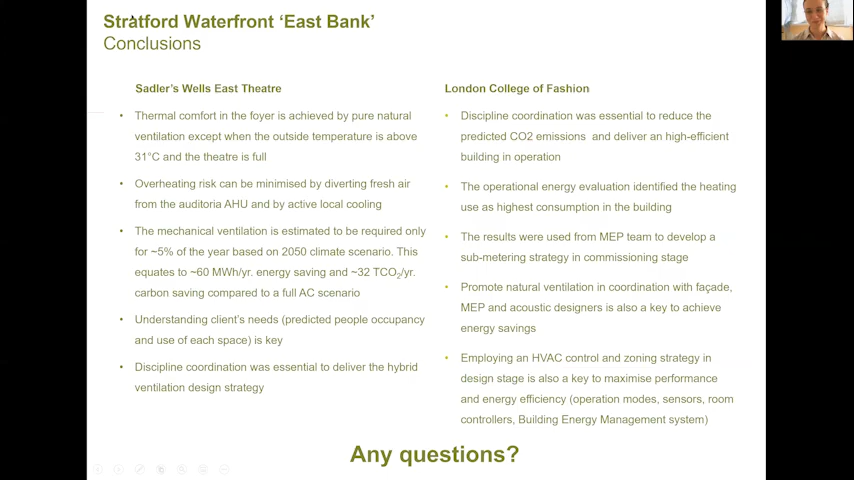 Stratford Waterfront ‘East Bank’
Conclusions
Sadler’s Wells East Theatre
• Thermal comfort in the foyer is achieved by pure natural
ventilation except when the outside temperature is above
31°C and the theatre is full
• Overheating risk can be minimised by diverting fresh air
from the auditoria AHU and by active local cooling
• The mechanical ventilation is estimated to be required only
for ~5% of the year based on 2050 climate scenario. This
equates to ~60 MWh/yr. energy saving and ~32 TCO₂/yr.
carbon saving compared to a full AC scenario
• Understanding client’s needs (predicted people occupancy
and use of each space) is key
• Discipline coordination was essential to deliver the hybrid
ventilation design strategy
London College of Fashion
• Discipline coordination was essential to reduce the
predicted CO2 emissions and deliver an high-efficient
building in operation
• The operational energy evaluation identified the heating
use as highest consumption in the building
• The results were used from MEP team to develop a
sub-metering strategy in commissioning stage
• Promote natural ventilation in coordination with façade,
MEP and acoustic designers is also a key to achieve
energy savings
• Employing an HVAC control and zoning strategy in
design stage is also a key to maximise performance
and energy efficiency (operation modes, sensors, room
controllers, Building Energy Management system)
Any questions?